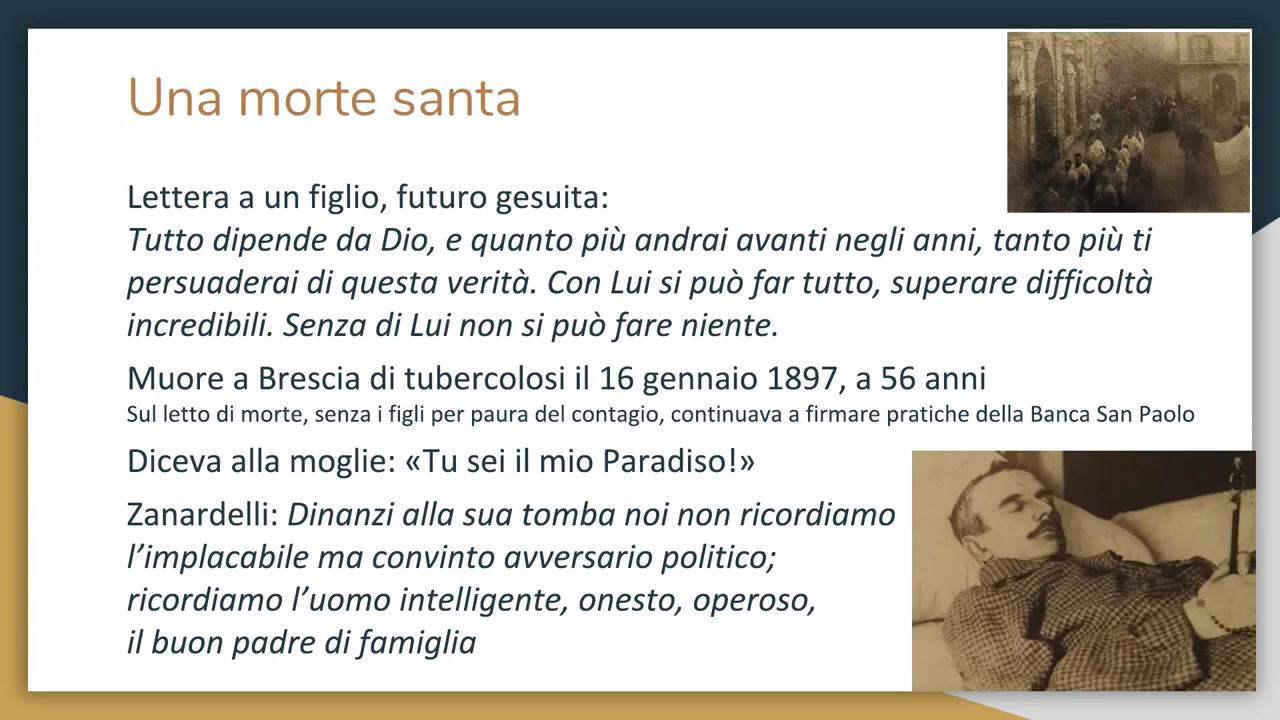 Una morte santa
Lettera a un figlio, futuro gesuita:
Tutto dipende da Dio, e quanto più andrai avanti negli anni, tanto più ti
persuaderai di questa verità. Con Lui si può far tutto, superare difficoltà
incredibili. Senza di Lui non si può fare niente.
Muore a Brescia di tubercolosi il 16 gennaio 1897, a 56 anni
Sul letto di morte, senza i figli per paura del contagio, continuava a firmare pratiche della Banca San Paolo
Diceva alla moglie: «Tu sei il mio Paradiso!»
Zanardelli: Dinanzi alla sua tomba noi non ricordiamo
l’implacabile ma convinto avversario politico;
ricordiamo l’uomo intelligente, onesto, operoso,
il buon padre di famiglia